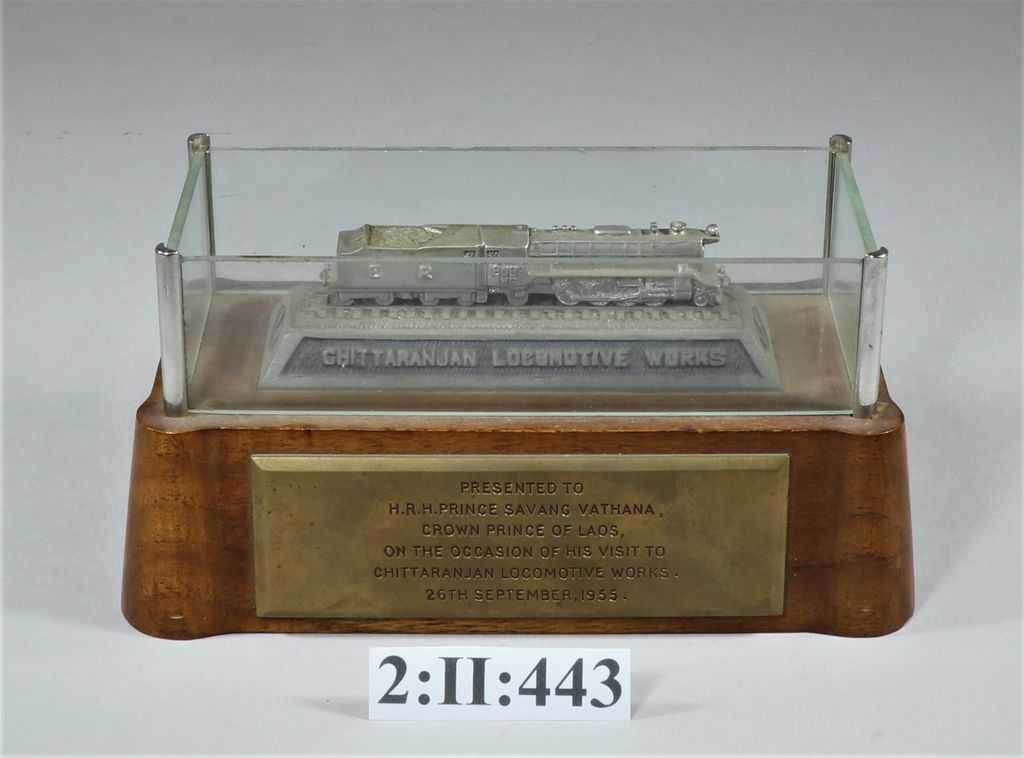 E R
CHITTARANJAN LOCOMOTIVE WORKS
PRESENTED TO
H.R.H.PRINCE SAVANG VATHANA,
CROWN PRINCE OF LAOS,
ON THE OCCASION OF HIS VISIT TO
CHITTARANJAN LOCOMOTIVE WORKS.
26TH SEPTEMBER,1955.
2:II:443